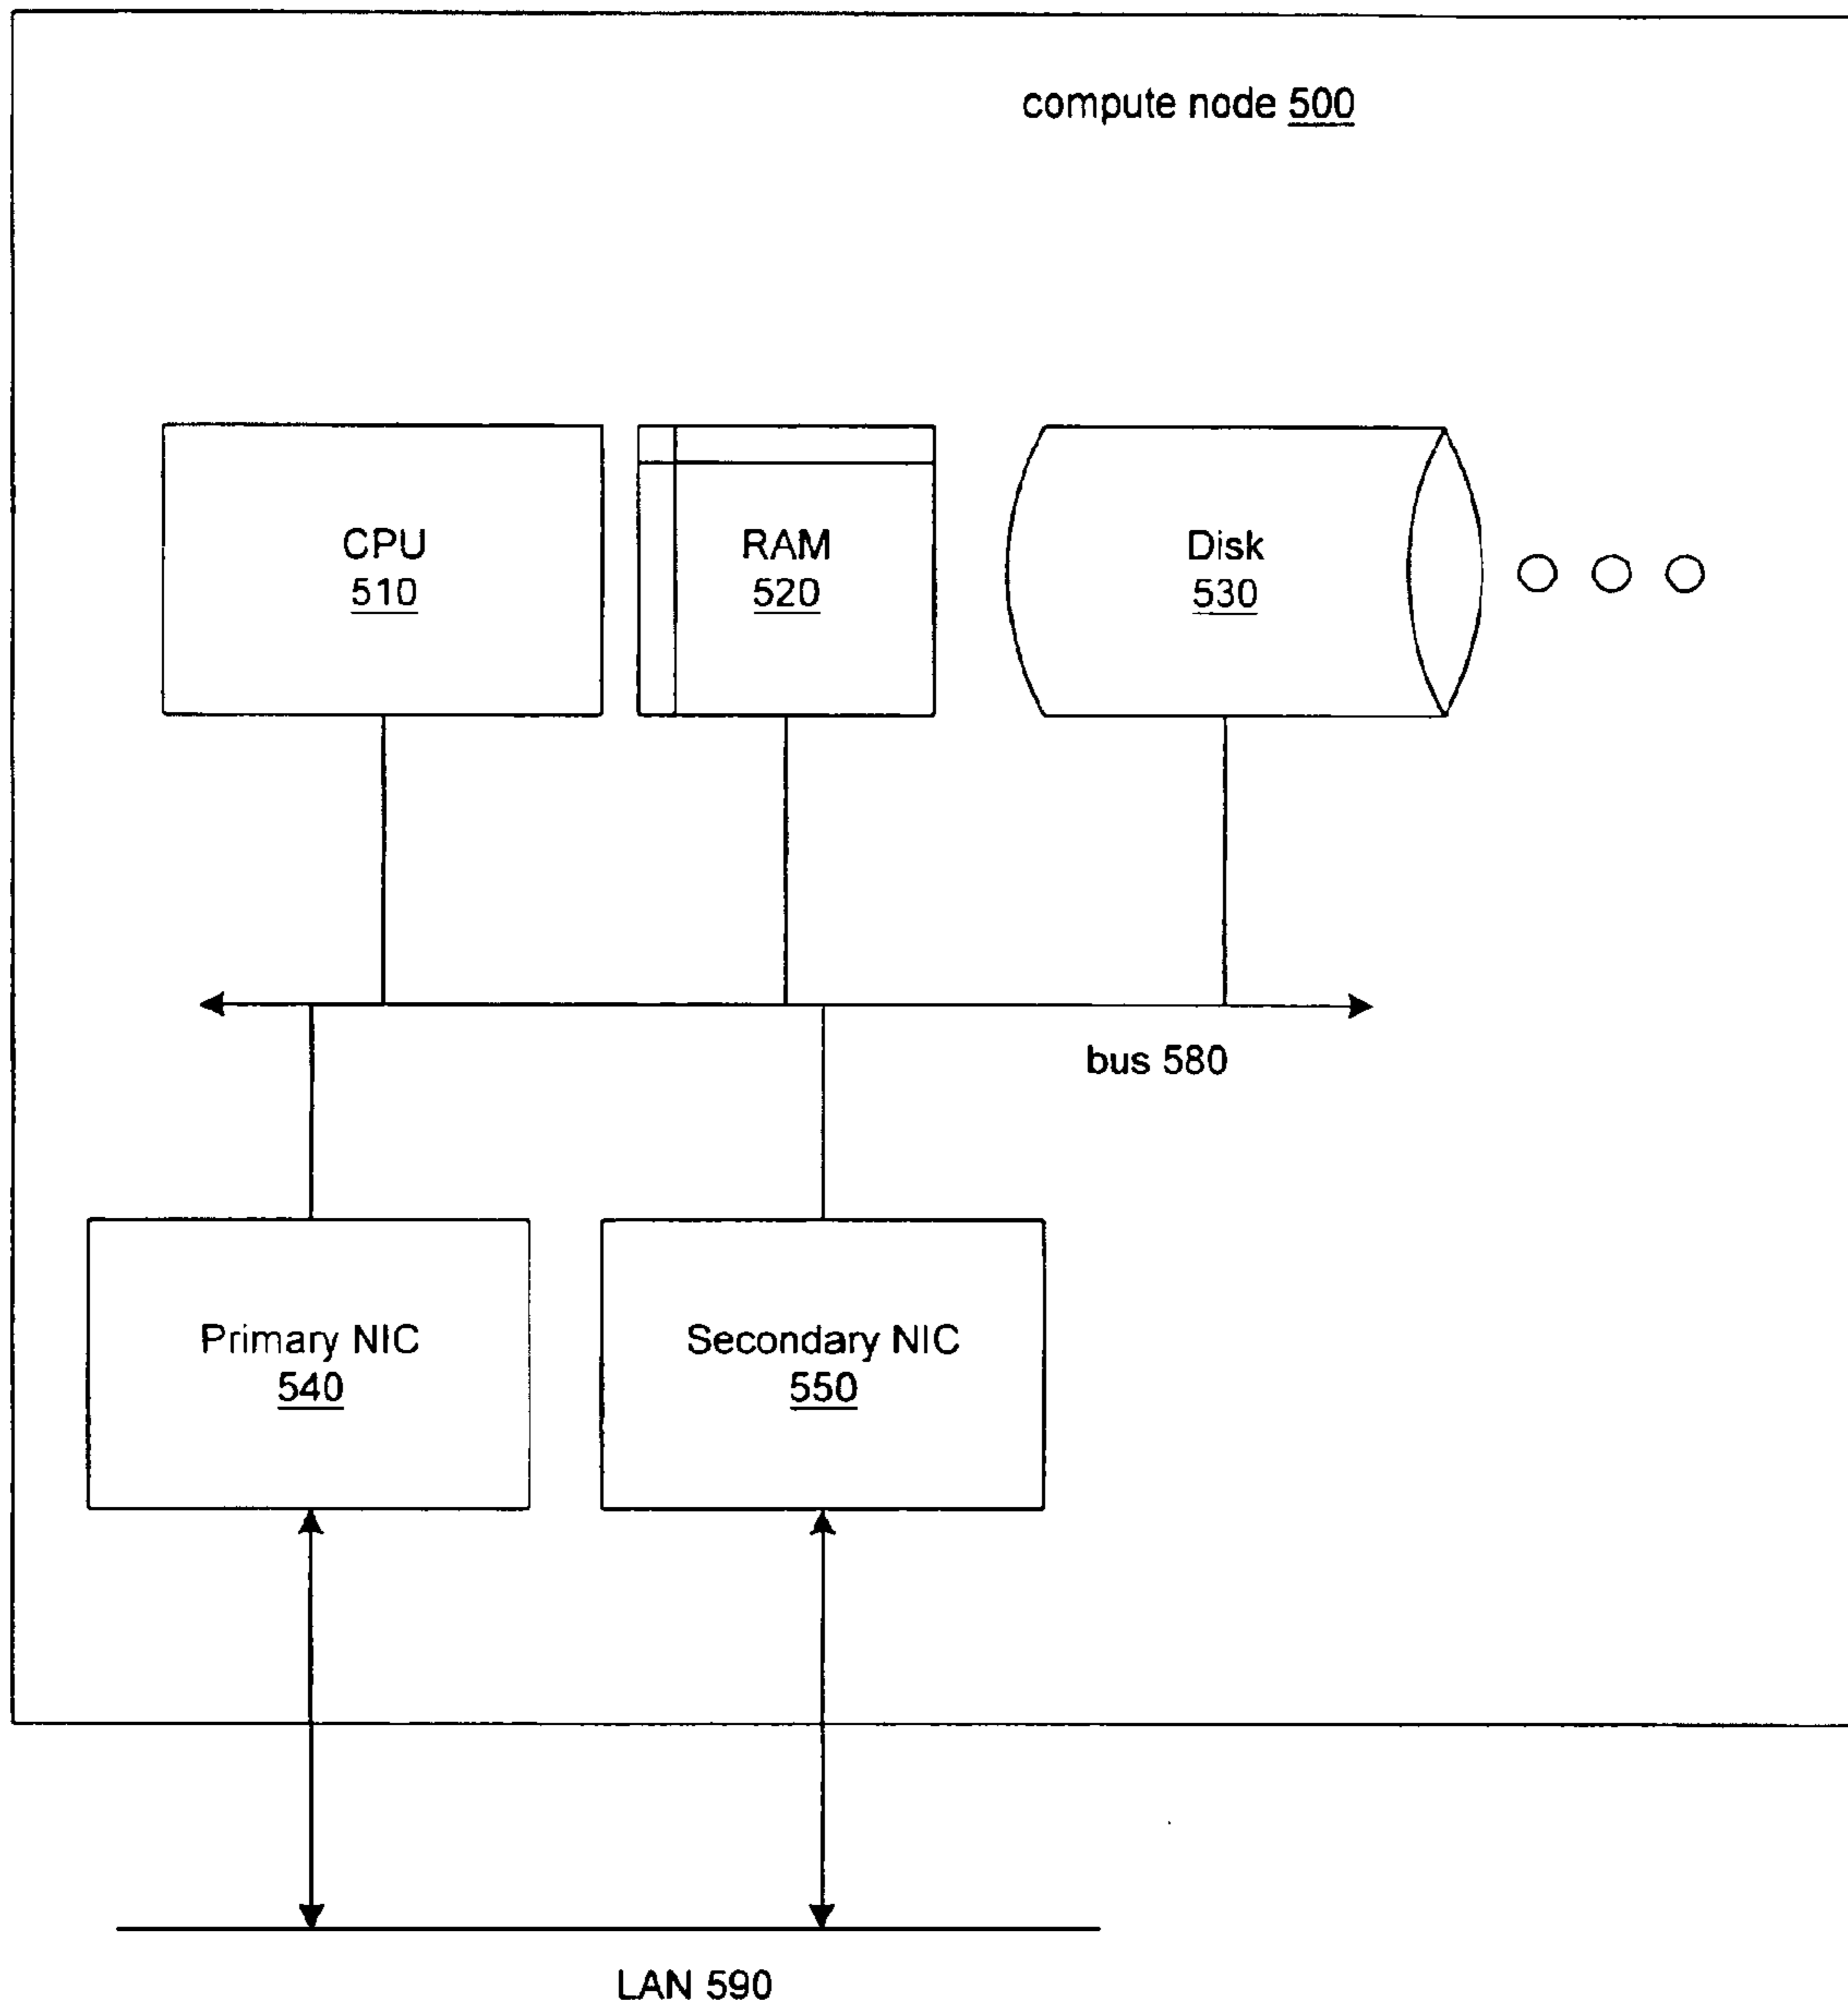 compute node 500
CPU
510
RAM
520
Disk
530
bus 580
Primary NIC
540
Secondary NIC
550
LAN 590